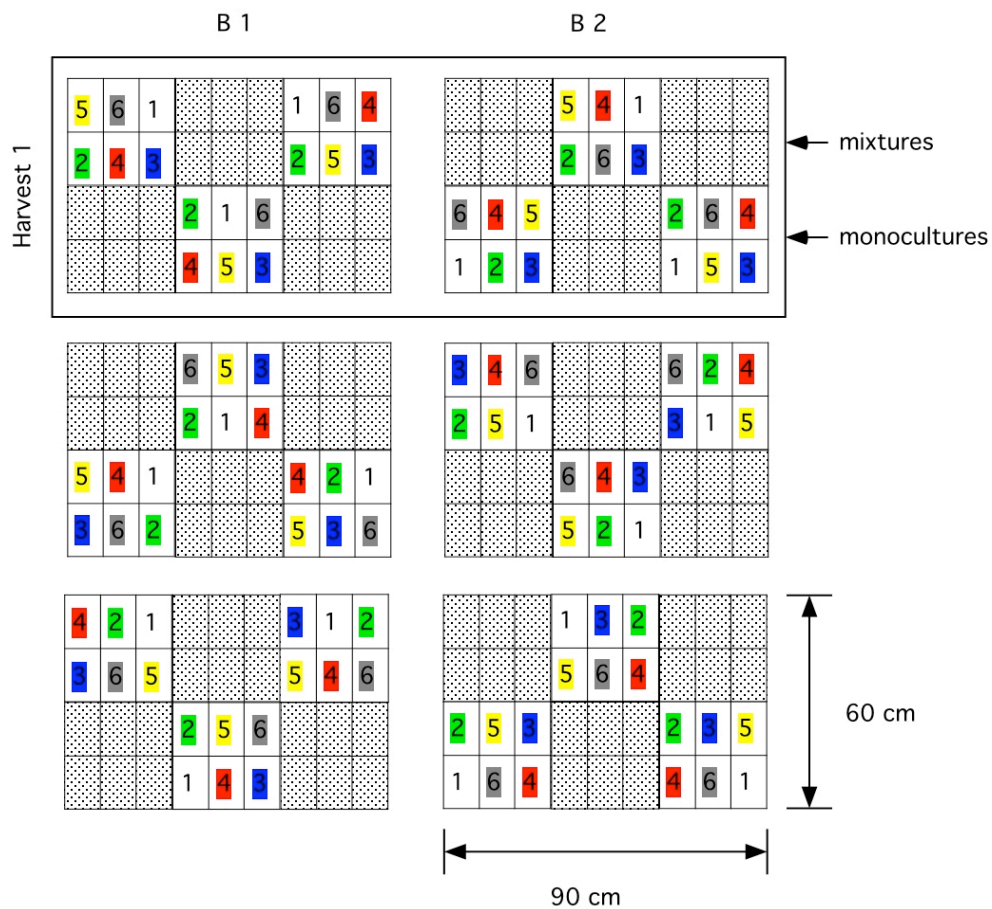 B 1 B 2
Harvest 1
5 6 1 1 6 4 5 4 1
mixtures
2 4 3 2 5 3 2 6 3
2 1 6 6 4 5 2 6 4
monocultures
4 5 3 1 2 3 1 5 3
6 5 3 3 4 6 6 2 4
2 1 4 2 5 1 3 1 5
5 4 1 4 2 1 6 4 3
3 6 2 5 3 6 5 2 1
4 2 1 3 1 2 1 3 2
3 6 5 5 4 6 5 6 4
2 5 6 2 5 3 2 3 5
60 cm
1 4 3 1 6 4 4 6 1
90 cm